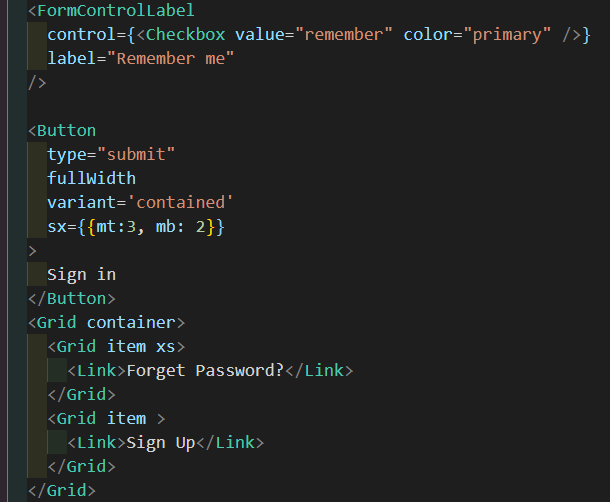 <FormControlLabel
control={<Checkbox value="remember" color="primary" />}
label="Remember me"
/>
<Button
type="submit"
fullWidth
variant='contained'
sx={{mt:3, mb: 2}}
>
Sign in
</Button>
<Grid container>
<Grid item xs>
<Link>Forget Password?</Link>
</Grid>
<Grid item >
<Link>Sign Up</Link>
</Grid>
</Grid>